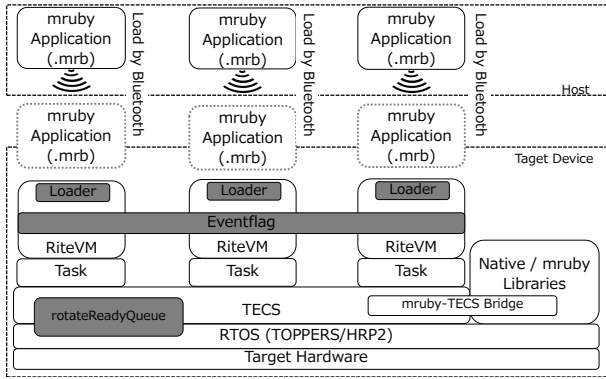 mruby
Application
(.mrb)
Load by Bluetooth
mruby
Application
(.mrb)
Load by Bluetooth
mruby
Application
(.mrb)
Load by Bluetooth
Host
mruby
Application
(.mrb)
mruby
Application
(.mrb)
mruby
Application
(.mrb)
Taget Device
Loader
Loader
Loader
Eventflag
RiteVM
RiteVM
RiteVM
Task
Task
Task
Native / mruby
Libraries
TECS
mruby-TECS Bridge
rotateReadyQueue
RTOS (TOPPERS/HRP2)
Target Hardware